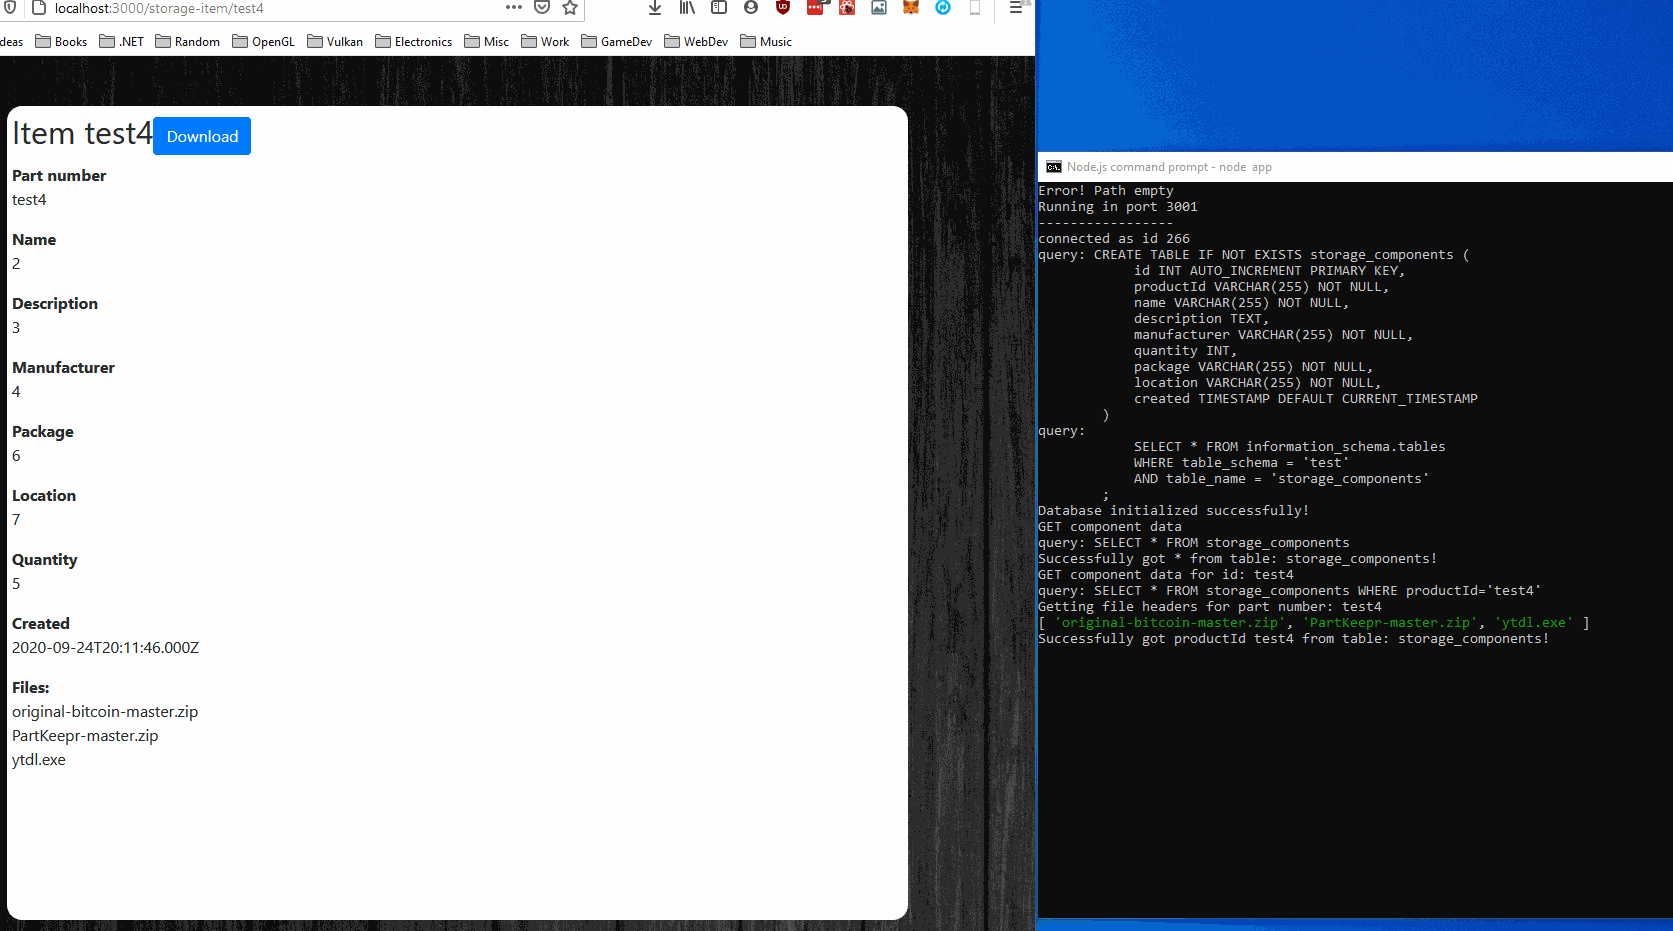 localhost:3000/storage-item/test4
deas Books .NET Random OpenGL Vulkan Electronics Misc Work GameDev WebDev Music
Item test4 Download
Part number
test4
Name
2
Description
3
Manufacturer
4
Package
6
Location
7
Quantity
5
Created
2020-09-24T20:11:46.000Z
Files:
original-bitcoin-master.zip
PartKeepr-master.zip
ytdl.exe
Node.js command prompt - node app
Error! Path empty
Running in port 3001
-----------------
connected as id 266
query: CREATE TABLE IF NOT EXISTS storage_components (
id INT AUTO_INCREMENT PRIMARY KEY,
productId VARCHAR(255) NOT NULL,
name VARCHAR(255) NOT NULL,
description TEXT,
manufacturer VARCHAR(255) NOT NULL,
quantity INT,
package VARCHAR(255) NOT NULL,
location VARCHAR(255) NOT NULL,
created TIMESTAMP DEFAULT CURRENT_TIMESTAMP
)
query:
SELECT * FROM information_schema.tables
WHERE table_schema = 'test'
AND table_name = 'storage_components'
;
Database initialized successfully!
GET component data
query: SELECT * FROM storage_components
Successfully got * from table: storage_components!
GET component data for id: test4
query: SELECT * FROM storage_components WHERE productId='test4'
Getting file headers for part number: test4
[ 'original-bitcoin-master.zip', 'PartKeepr-master.zip', 'ytdl.exe' ]
Successfully got productId test4 from table: storage_components!